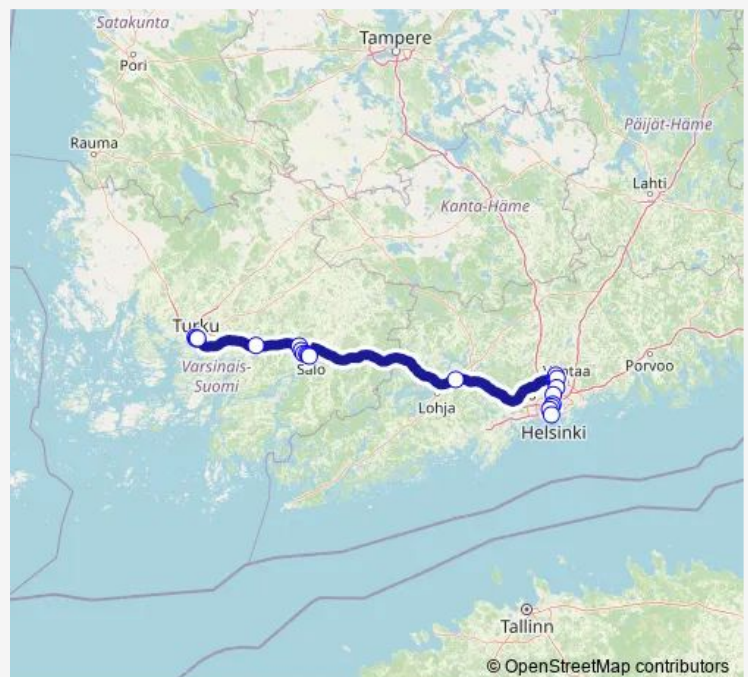 Satakunta
Pori
Tampere
Rauma
Päijät-Häme
Lahti
Kanta-Häme
Turku
Varsinais-
Suomi
Salo
Lohja
Porvoo
Helsinki
Tallinn
© OpenStreetMap contributors